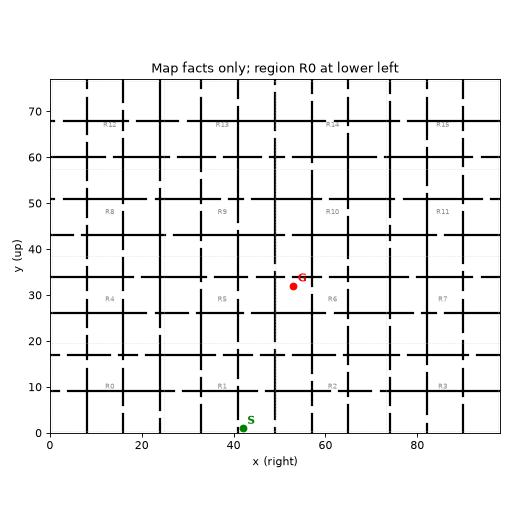 Map facts only; region R0 at lower left
70
R12 R13 R14 R15
60
50
R8 R9 R10 R11
40
G
30
R4 R5 R6 R7
20
10
R0 R1 R2 R3
S
0
0 20 40 60 80
x (right)
y (up)